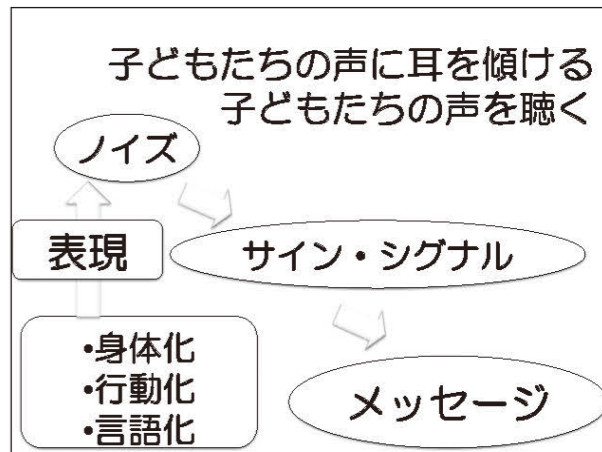 子どもたちの声に耳を傾ける
子どもたちの声を聴く
ノイズ
表現
サイン・シグナル
•身体化
•行動化
•言語化
メッセージ